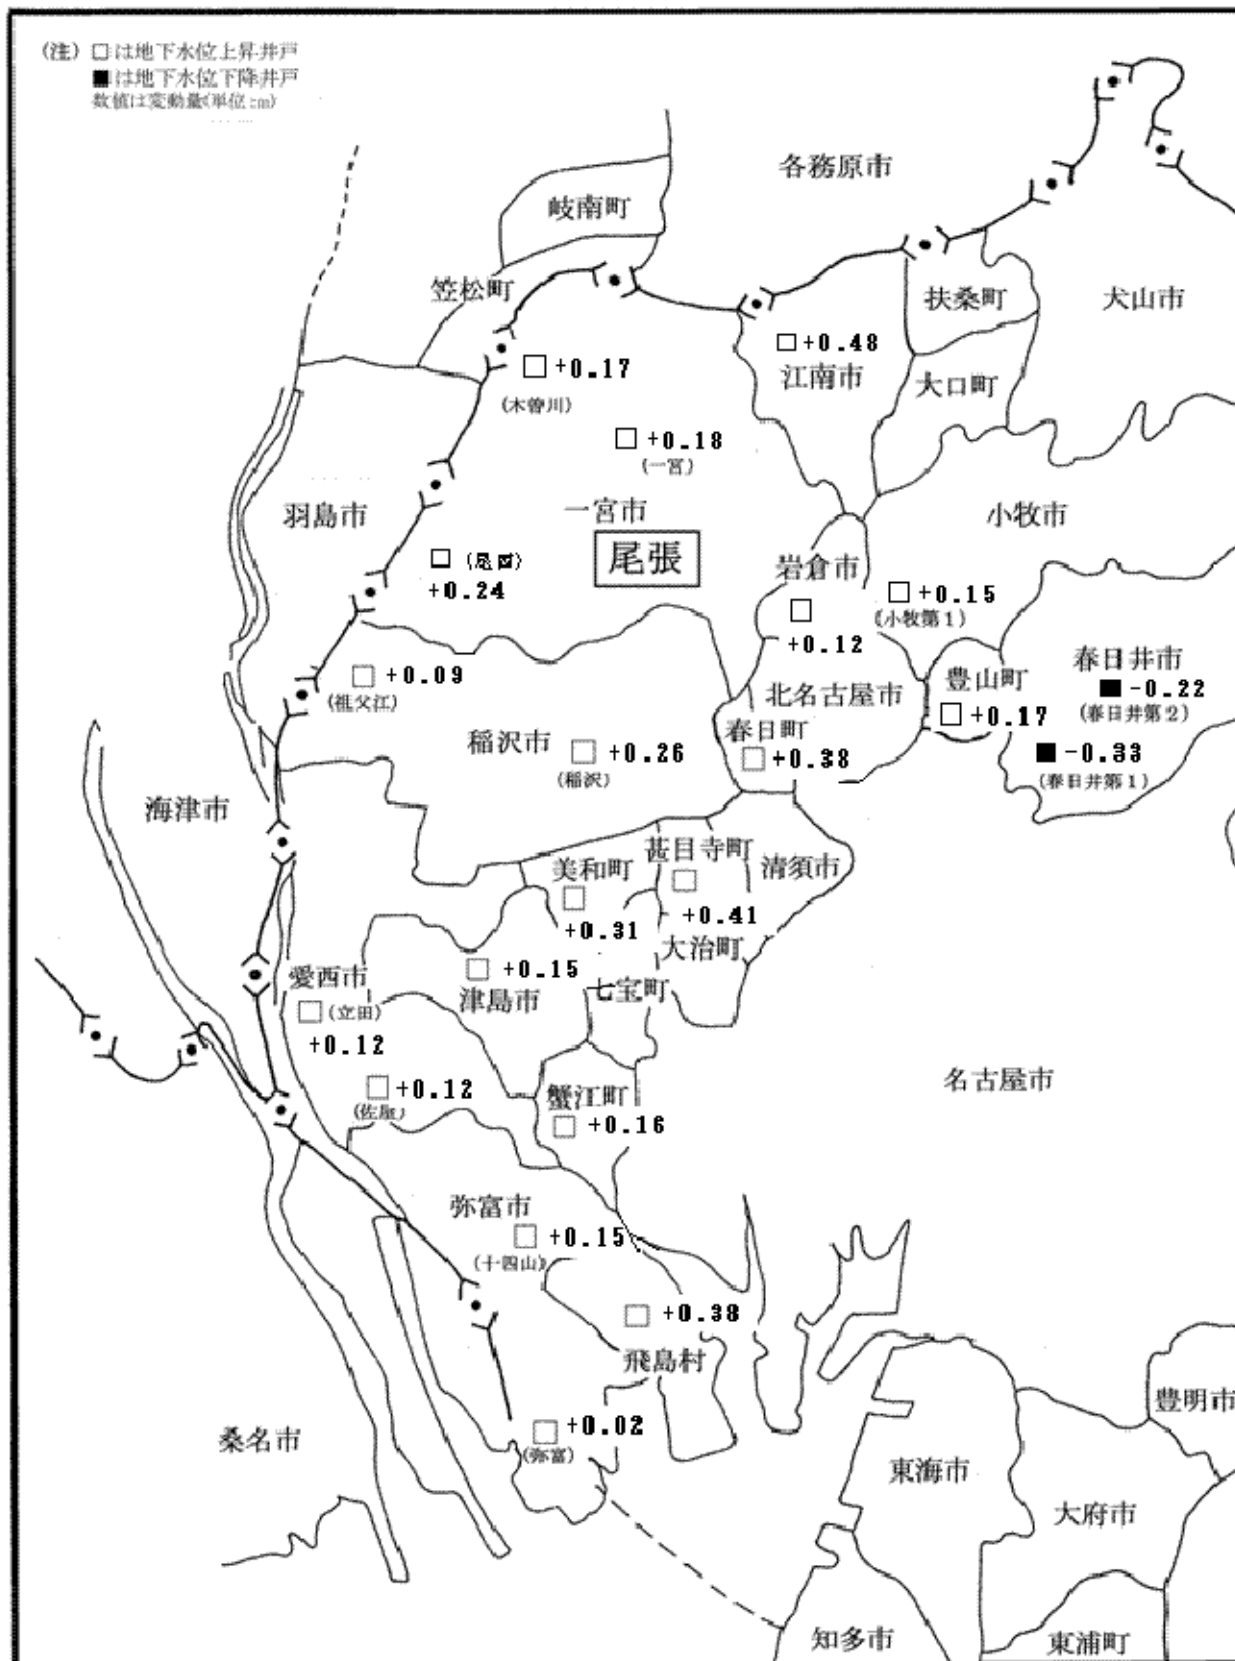 (注) □は地下水位上昇井戸
■は地下水位下降井戸
数値は変動量(単位:m)
各務原市
岐南町
笠松町
扶桑町
犬山市
□+0.48
江南市
大口町
□+0.17
(木曽川)
□+0.18
(一宮)
一宮市
羽島市
小牧市
尾張
岩倉市
□
+0.24
□+0.15
(小牧第1)
□
+0.12
春日井市
■-0.22
(春日井第2)
豊山町
□+0.17
北名古屋市
□+0.09
(祖父江)
春日町
□+0.38
稲沢市
□+0.26
(稲沢)
■-0.33
(春日井第1)
海津市
甚目寺町
□
+0.41
清須市
美和町
□
+0.31
大治町
□+0.15
津島市
七宝町
愛西市
□(立田)
+0.12
□+0.12
名古屋市
蟹江町
□+0.16
弥富市
□+0.15
(十四山)
□+0.38
飛島村
□+0.02
(弥富)
桑名市
豊明市
東海市
大府市
知多市
東浦町